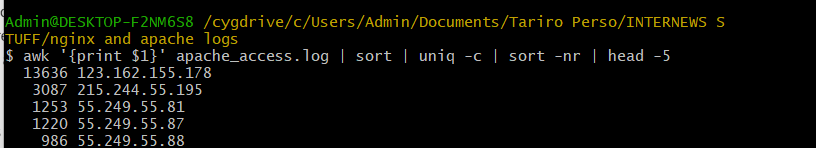 Admin@DESKTOP-F2NM6S8 /cygdrive/c/Users/Admin/Documents/Tariro Perso/INTERNEWS S
TUFF/nginx and apache logs
$ awk '{print $1}' apache_access.log | sort | uniq -c | sort -nr | head -5
  13636 123.162.155.178
   3087 215.244.55.195
   1253 55.249.55.81
   1220 55.249.55.87
    986 55.249.55.88